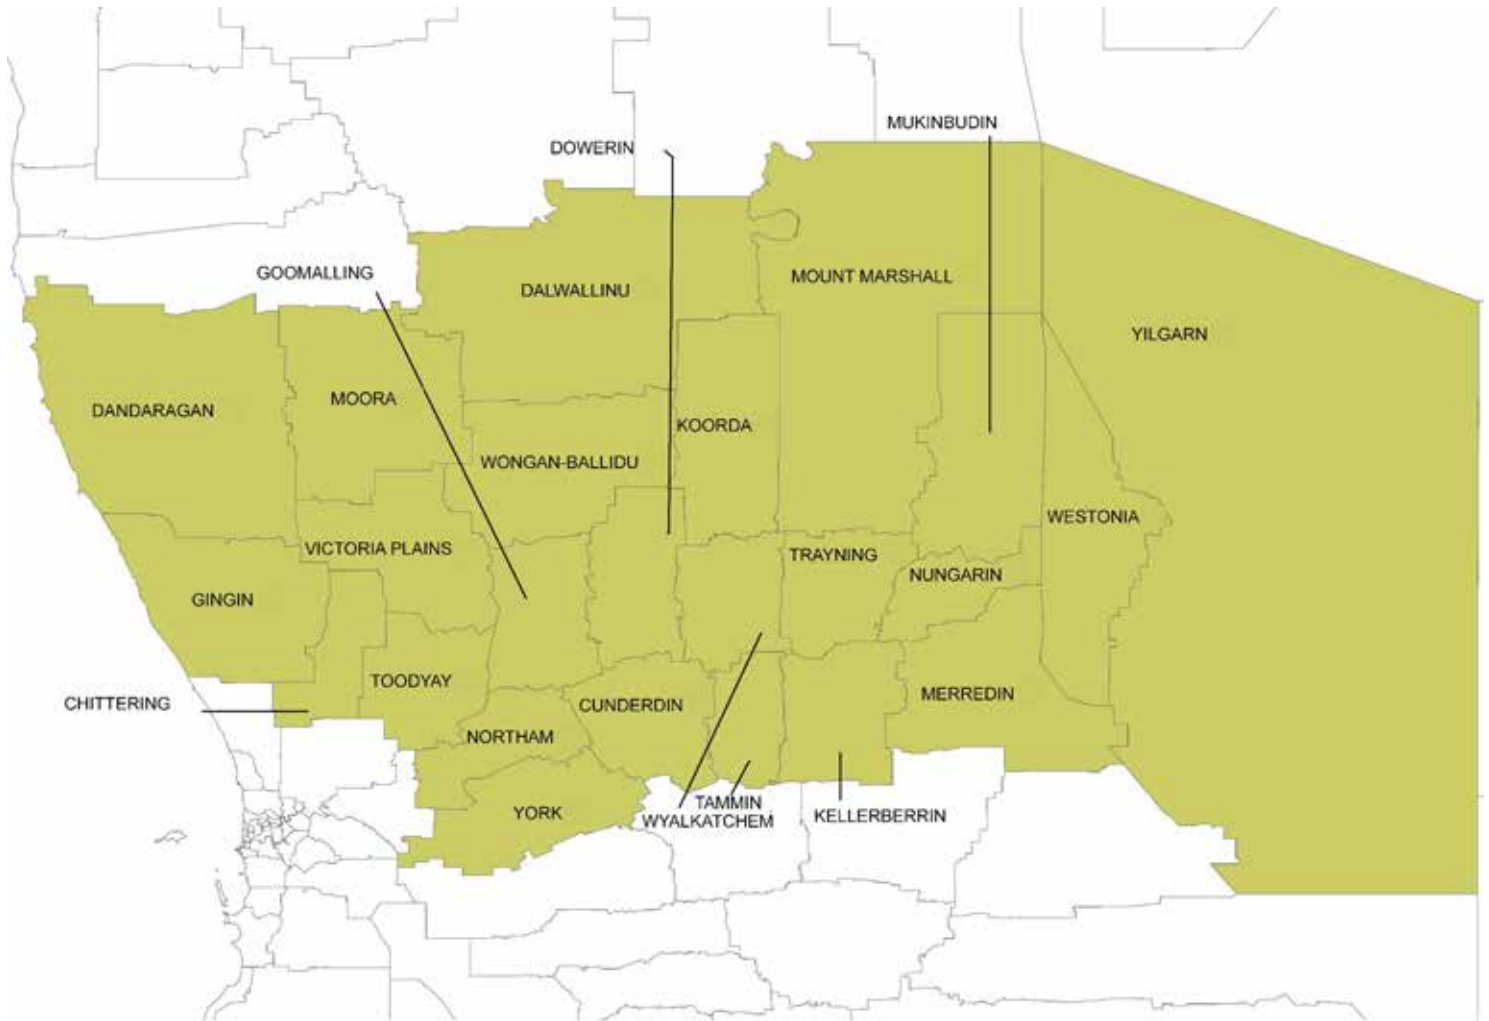 MUKINBUDIN
DOWERIN
GOOMALLING
MOUNT MARSHALL
DALWALLINU
YILGARN
MOORA
DANDARAGAN
KOORDA
WONGAN-BALLIDU
WESTONIA
VICTORIA PLAINS
TRAYNING
NUNGARIN
GINGIN
TOODYAY
MERREDIN
CHITTERING
CUNDERDIN
NORTHAM
TAMMIN
YORK
WYALKATCHEM
KELLERBERRIN